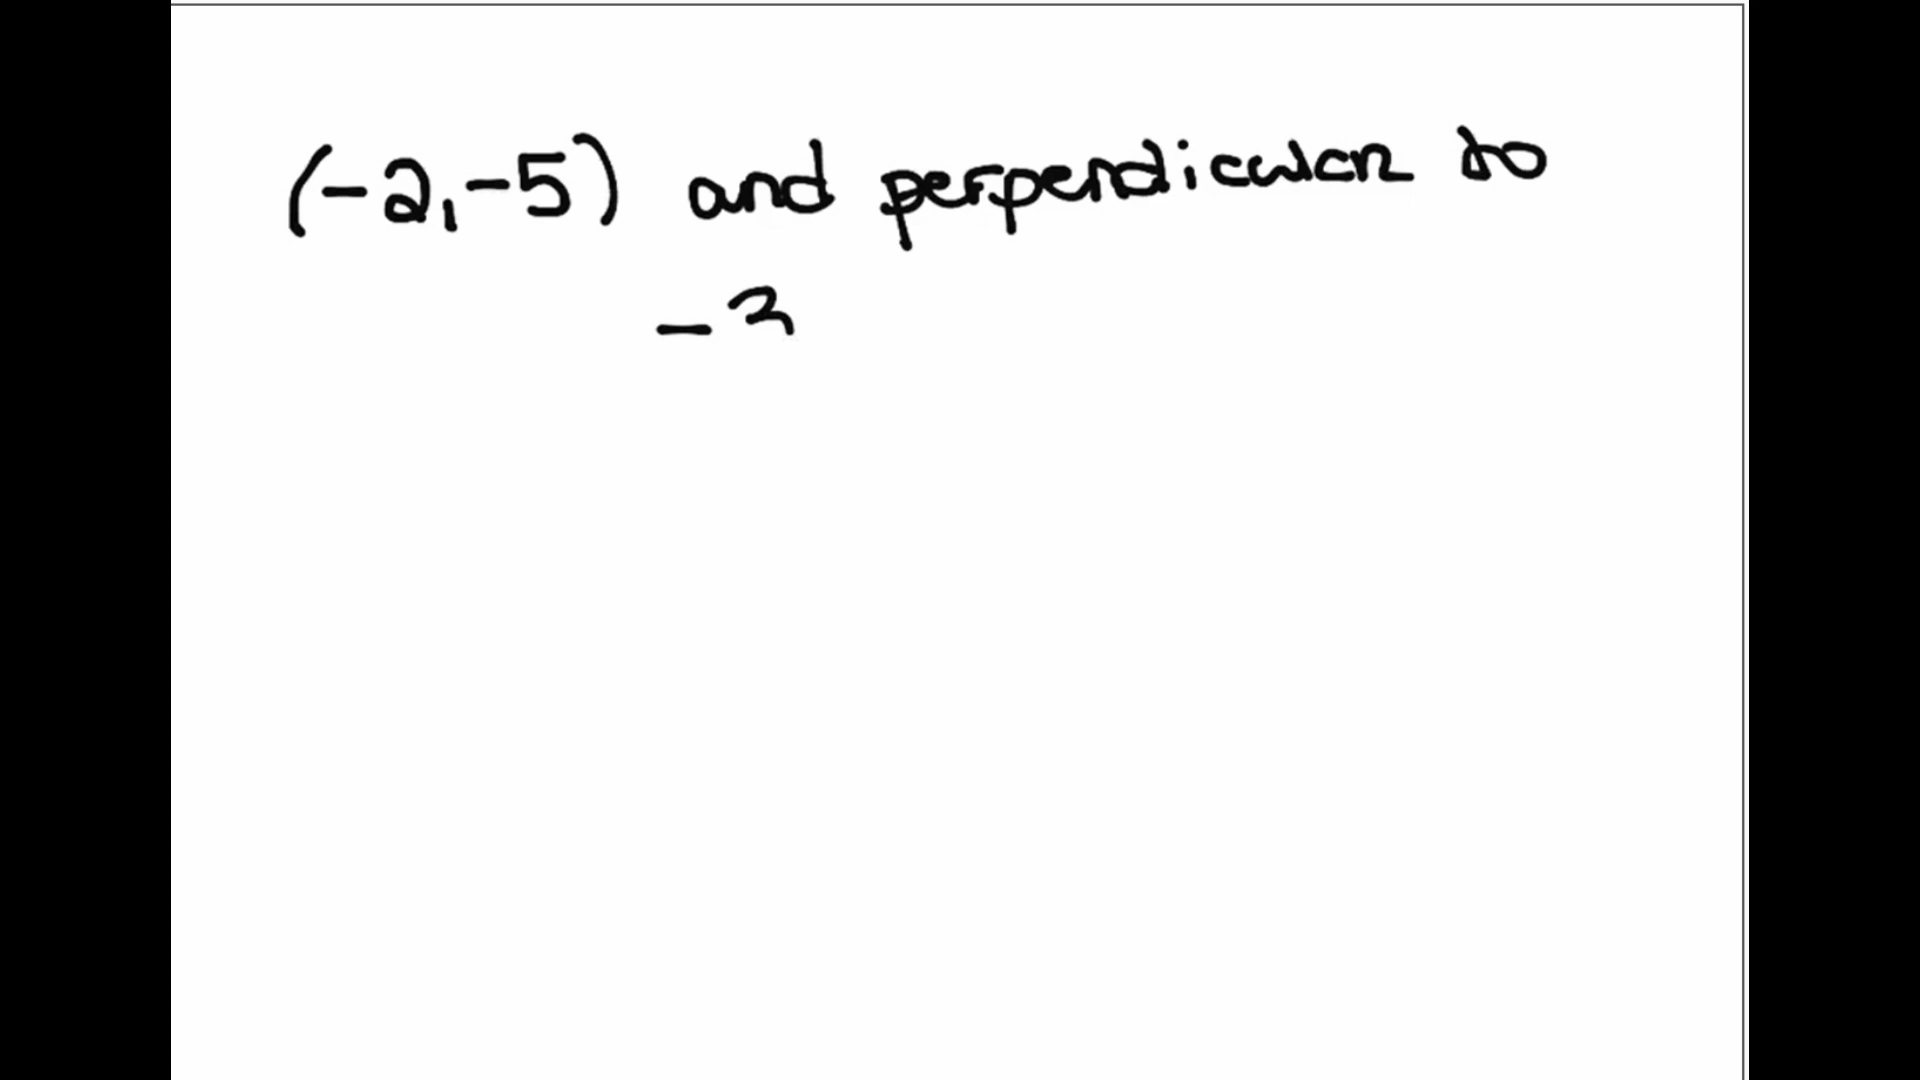 (-2,-5) and perpendicular to
-3